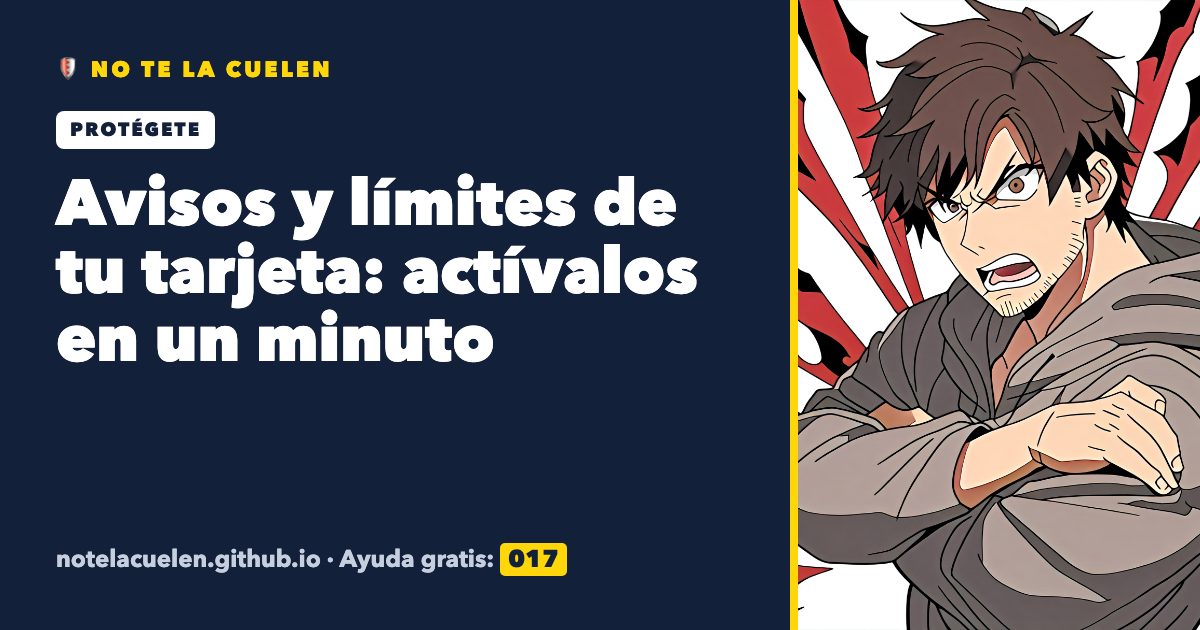 NO TE LA CUELEN
PROTÉGETE
Avisos y límites de
tu tarjeta: actívalos
en un minuto
notelacuelen.github.io · Ayuda gratis: 017